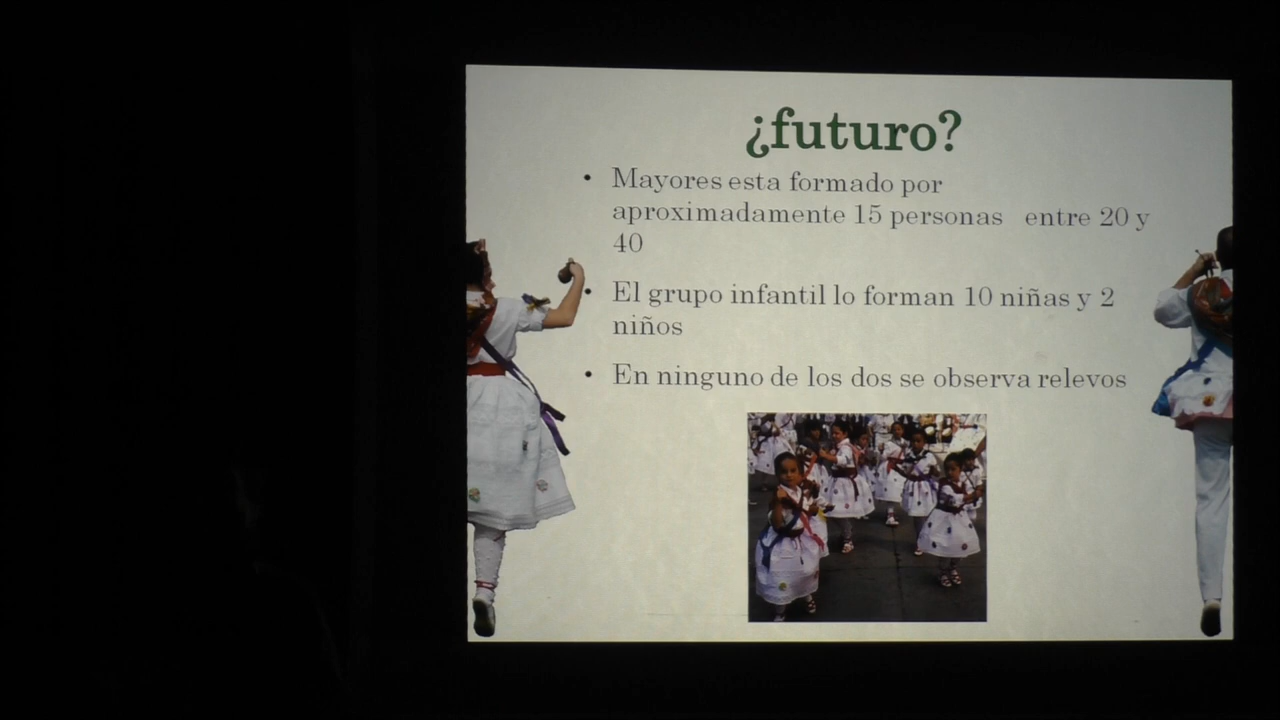 ¿futuro?
• Mayores esta formado por
aproximadamente 15 personas entre 20 y
40
• El grupo infantil lo forman 10 niñas y 2
niños
• En ninguno de los dos se observa relevos